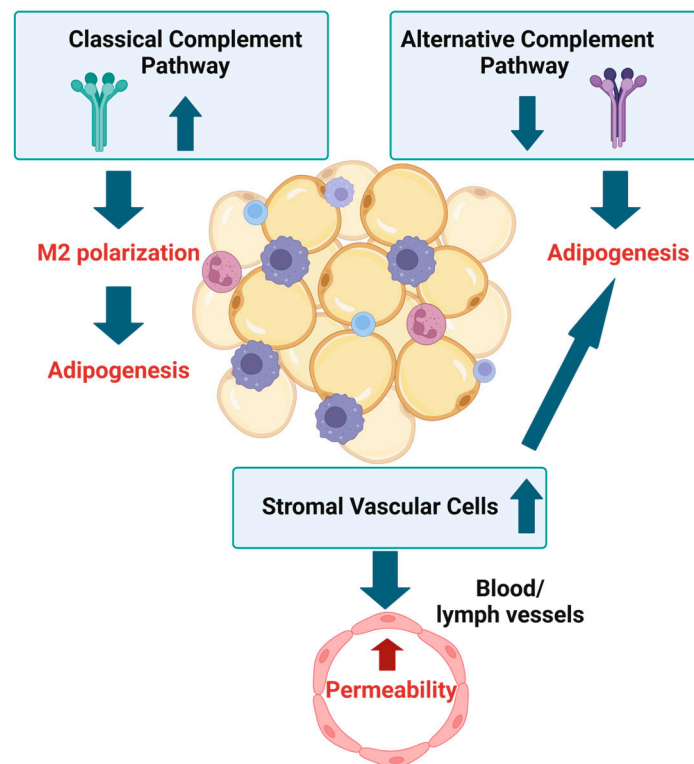 Classical Complement
Pathway
Alternative Complement
Pathway
M2 polarization
Adipogenesis
Adipogenesis
Stromal Vascular Cells
Blood/
lymph vessels
Permeability